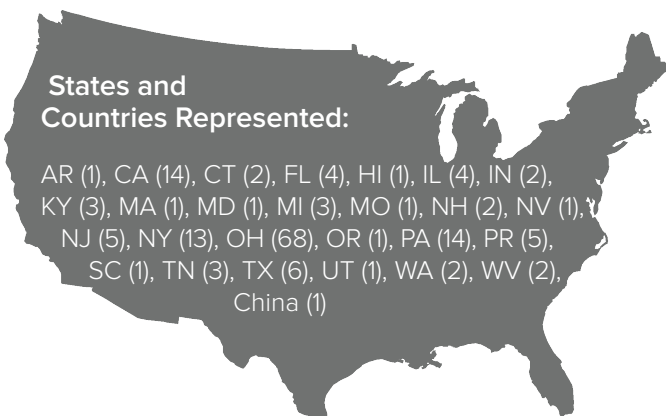 States and
Countries Represented:
AR (1), CA (14), CT (2), FL (4), HI (1), IL (4), IN (2),
KY (3), MA (1), MD (1), MI (3), MO (1), NH (2), NV (1),
NJ (5), NY (13), OH (68), OR (1), PA (14), PR (5),
SC (1), TN (3), TX (6), UT (1), WA (2), WV (2),
China (1)